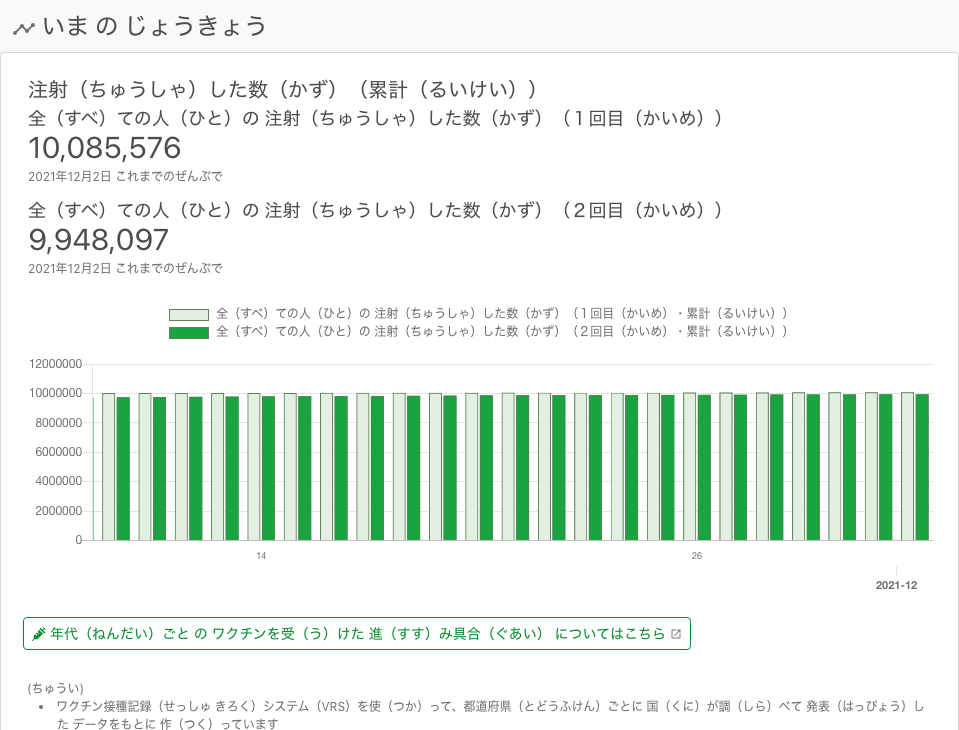 いま の じょうきょう
注射（ちゅうしゃ）した数（かず）（累計（るいけい））
全（すべ）ての人（ひと）の 注射（ちゅうしゃ）した数（かず）（１回目（かいめ））
10,085,576
2021年12月2日 これまでのぜんぶで
全（すべ）ての人（ひと）の 注射（ちゅうしゃ）した数（かず）（２回目（かいめ））
9,948,097
2021年12月2日 これまでのぜんぶで
全（すべ）ての人（ひと）の 注射（ちゅうしゃ）した数（かず）（１回目（かいめ）・累計（るいけい））
全（すべ）ての人（ひと）の 注射（ちゅうしゃ）した数（かず）（２回目（かいめ）・累計（るいけい））
12000000
10000000
8000000
6000000
4000000
2000000
0
14
26
2021-12
年代（ねんだい）ごと の ワクチンを受（う）けた 進（すす）み具合（ぐあい） についてはこちら
(ちゅうい)
• ワクチン接種記録（せっしゅ きろく）システム（VRS）を使（つか）って、都道府県（とどうふけん）ごとに 国（くに）が調（しら）べて 発表（はっぴょう）し
た データをもとに 作（つく）っています